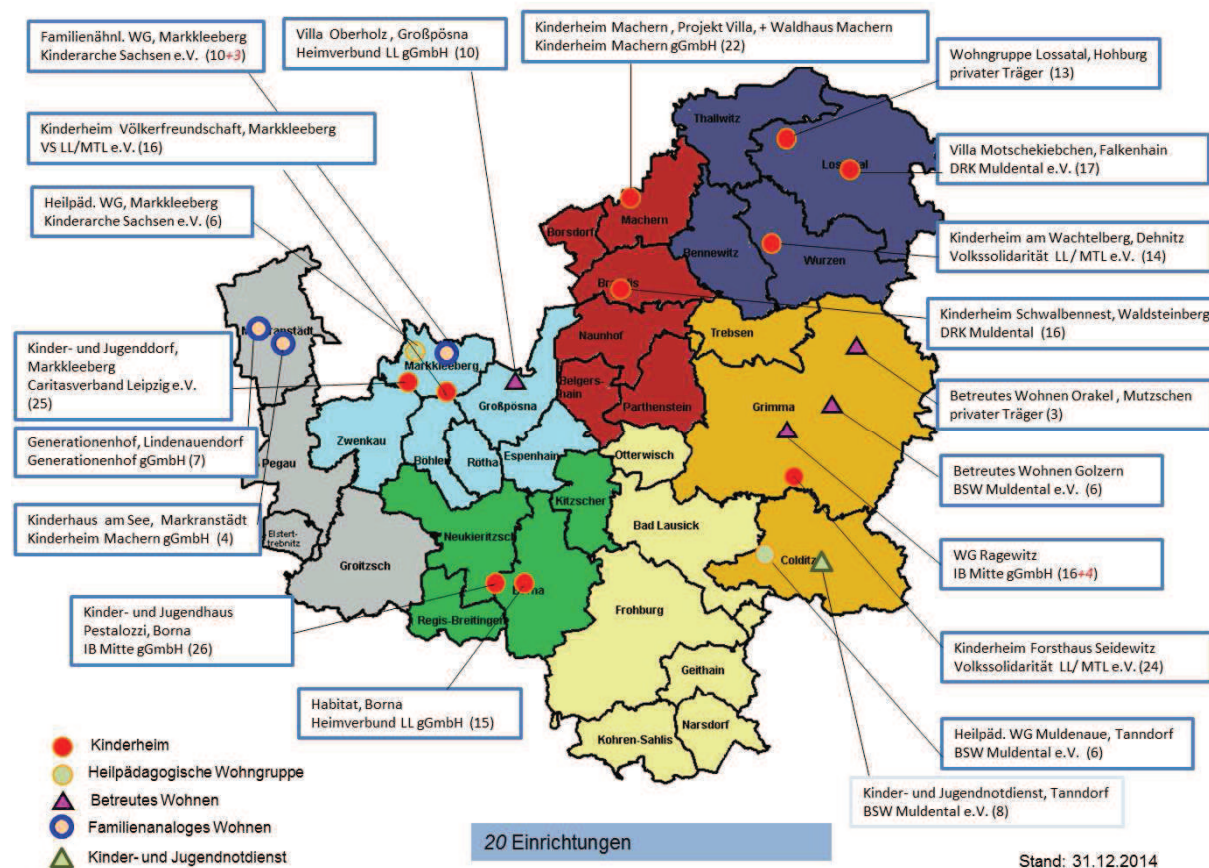 Familienähnl. WG, Markkleeberg
Kinderarche Sachsen e.V. (10+3)
Villa Oberholz , Großpösna
Heimverbund LL gGmbH (10)
Kinderheim Machern , Projekt Villa, + Waldhaus Machern
Kinderheim Machern gGmbH (22)
Wohngruppe Lossatal, Hohburg
privater Träger (13)
Kinderheim Völkerfreundschaft, Markkleeberg
VS LL/MTL e.V. (16)
Villa Motschekiebchen, Falkenhain
DRK Muldental e.V. (17)
Heilpäd. WG, Markkleeberg
Kinderarche Sachsen e.V. (6)
Kinderheim am Wachtelberg, Dehnitz
Volkssolidarität LL/ MTL e.V. (14)
Kinderheim Schwalbennest, Waldsteinberg
DRK Muldental (16)
Kinder- und Jugenddorf,
Markkleeberg
Caritasverband Leipzig e.V.
(25)
Betreutes Wohnen Orakel , Mutzschen
privater Träger (3)
Generationenhof, Lindenauendorf
Generationenhof gGmbH (7)
Betreutes Wohnen Golzern
BSW Muldental e.V. (6)
Kinderhaus am See, Markranstädt
Kinderheim Machern gGmbH (4)
WG Ragewitz
IB Mitte gGmbH (16+4)
Kinder- und Jugendhaus
Pestalozzi, Borna
IB Mitte gGmbH (26)
Kinderheim Forsthaus Seidewitz
Volkssolidarität LL/ MTL e.V. (24)
Habitat, Borna
Heimverbund LL gGmbH (15)
Heilpäd. WG Muldenaue, Tanndorf
BSW Muldental e.V. (6)
Kinder- und Jugendnotdienst, Tanndorf
BSW Muldental e.V. (8)
Thallwitz
Lossatal
Machern
Borsdorf
Bennewitz
Wurzen
Brandis
Markranstädt
Naunhof
Trebsen
Markkleeberg
Belgers-
hain
Parthenstein
Großpösna
Grimma
Zwenkau
Böhlen
Rötha
Espenhain
Otterwisch
Pegau
Kitzscher
Bad Lausick
Elstert-
trebnitz
Neukieritzsch
Groitzsch
Colditz
Borna
Frohburg
Regis-Breitingen
Geithain
Narsdorf
Kohren-Sahlis
Kinderheim
Heilpädagogische Wohngruppe
Betreutes Wohnen
Familienanaloges Wohnen
Kinder- und Jugendnotdienst
20 Einrichtungen
Stand: 31.12.2014